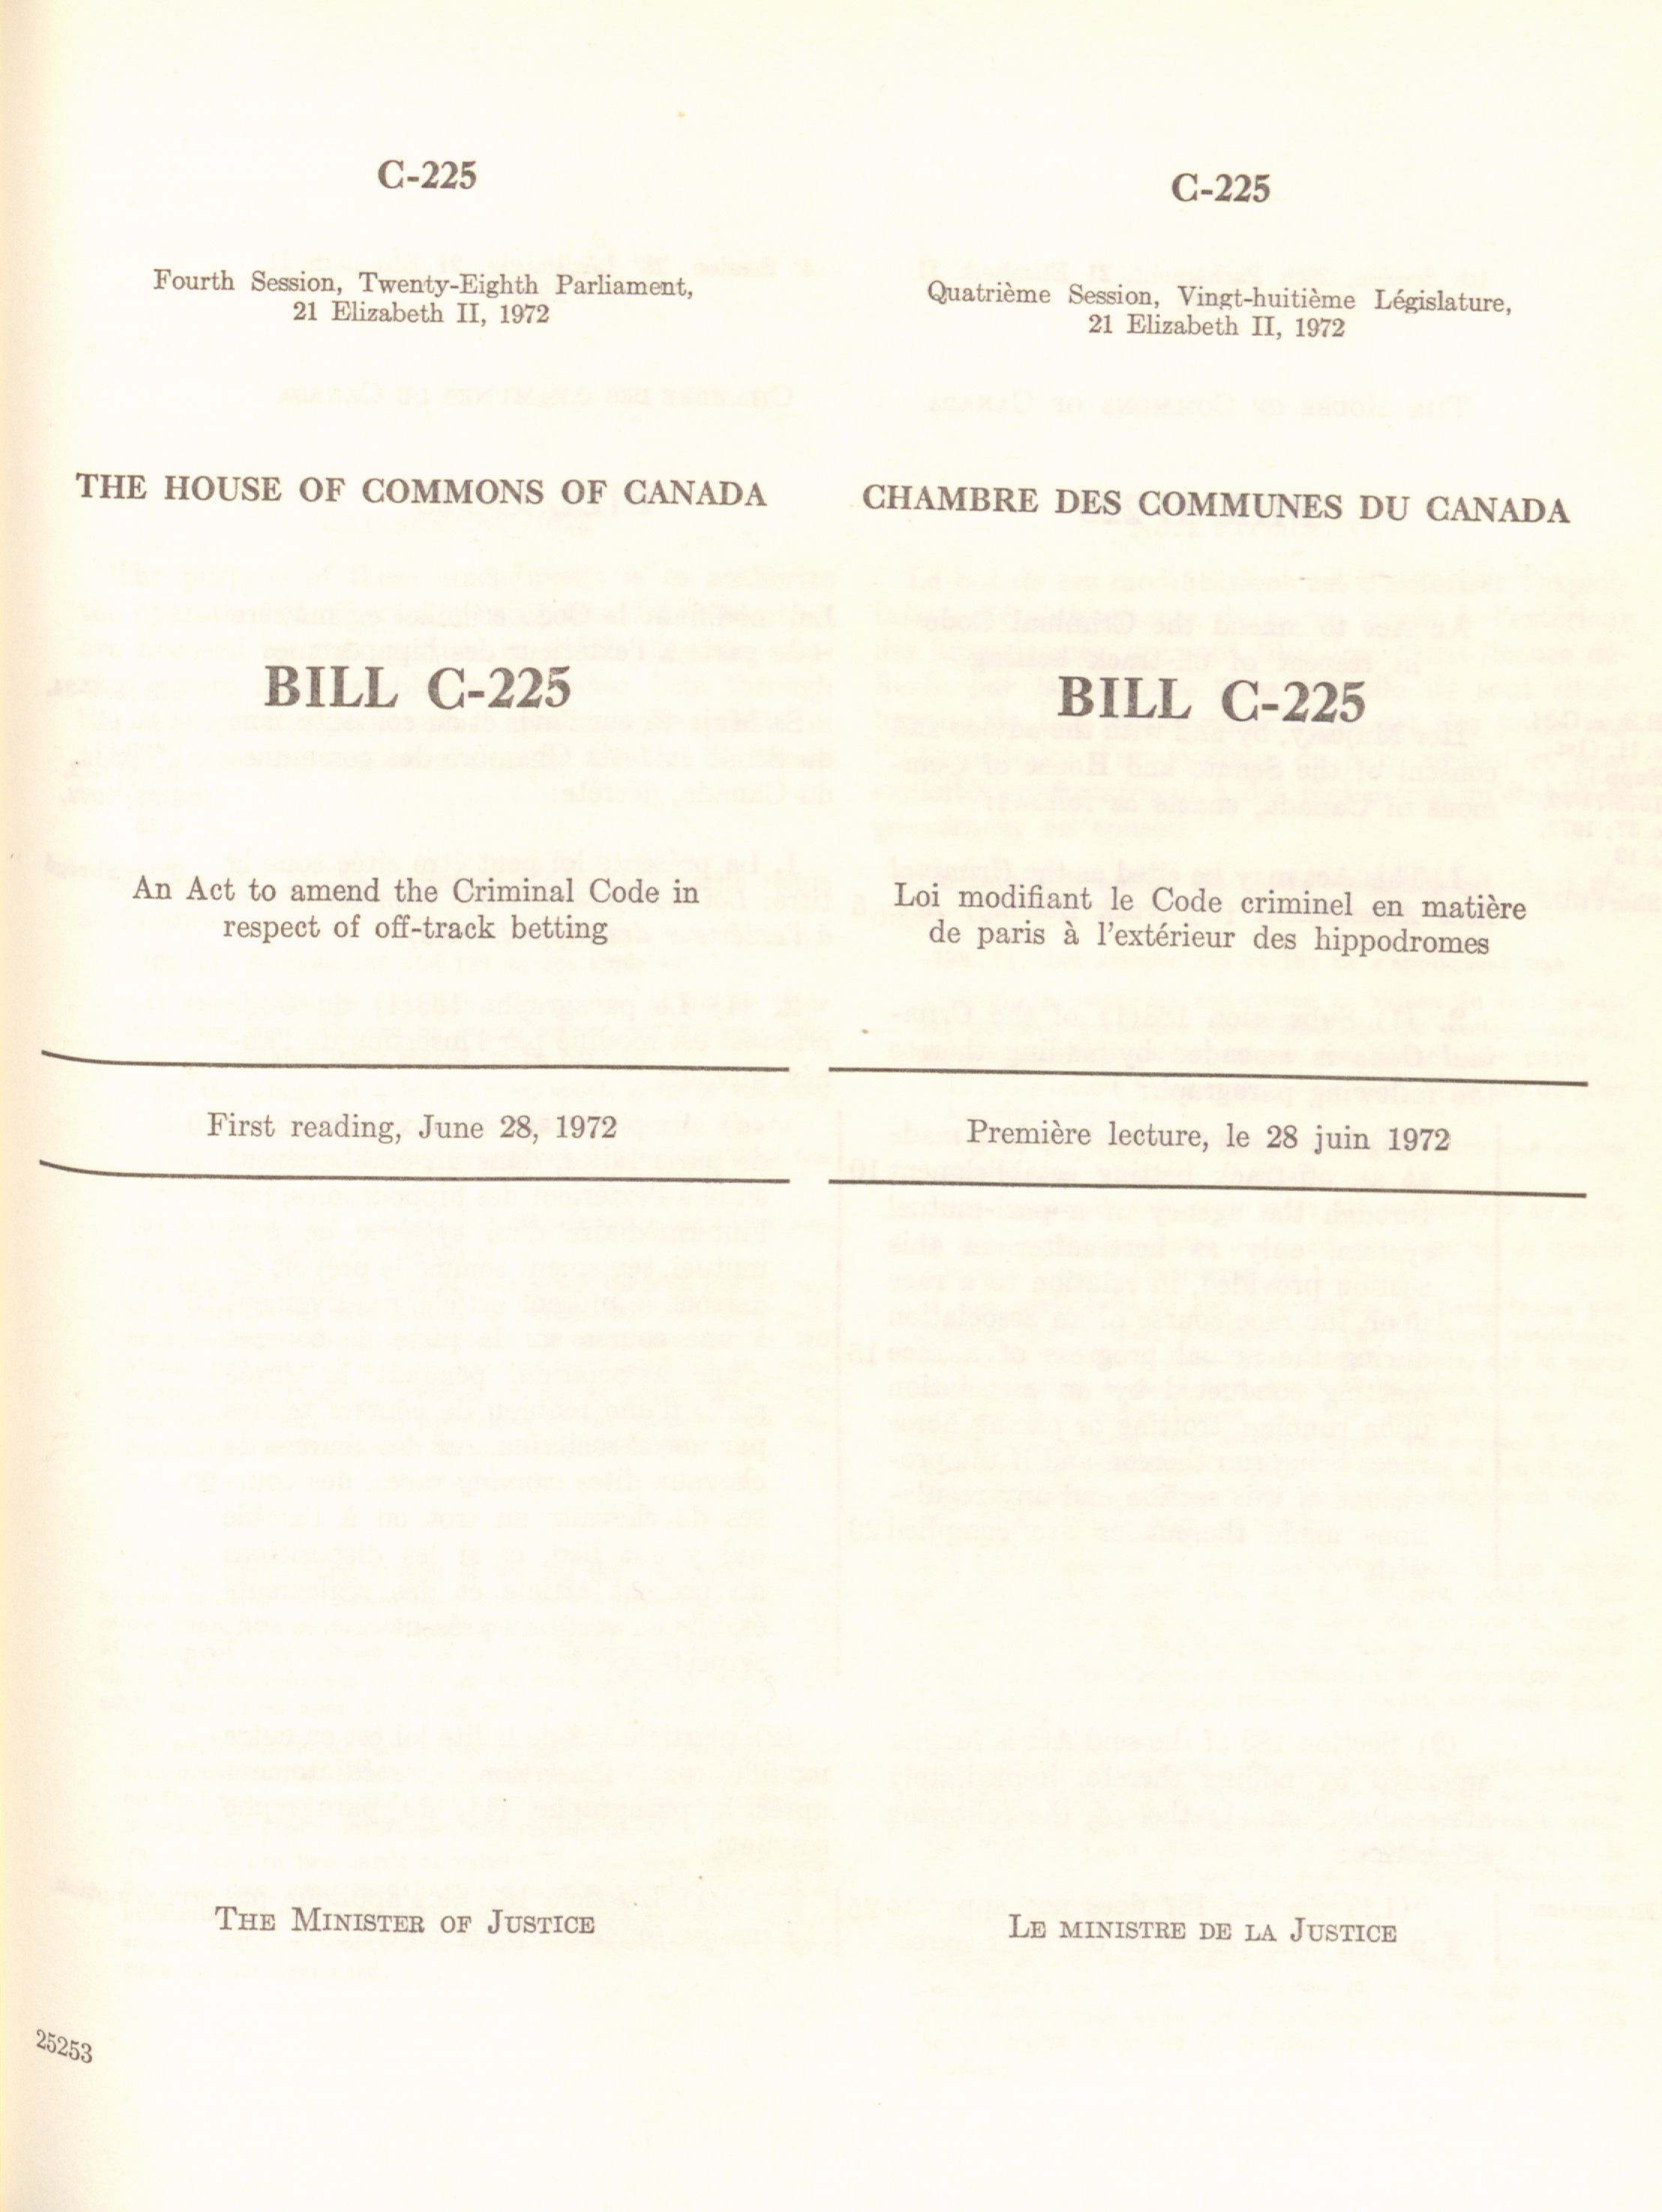 C-225
Fourth Session, Twenty-Eighth Parliament,
21 Elizabeth II, 1972
THE HOUSE OF COMMONS OF CANADA
BILL C-225
An Act to amend the Criminal Code in
respect of off-track betting
First reading, June 28, 1972
THE MINISTER OF JUSTICE
25253
C-225
Quatrième Session, Vingt-huitième Législature,
21 Elizabeth II, 1972
CHAMBRE DES COMMUNES DU CANADA
BILL C-225
Loi modifiant le Code criminel en matière
de paris à l'extérieur des hippodromes
Première lecture, le 28 juin 1972
LE MINISTRE DE LA JUSTICE